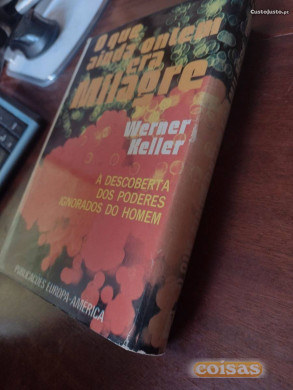 CustoJusto.pt
O que
ainda ontem
era
Milagre
Werner
Keller
A DESCOBERTA
DOS PODERES
IGNORADOS DO HOMEM
PUBLICAÇÕES EUROPA-AMÉRICA
coisas